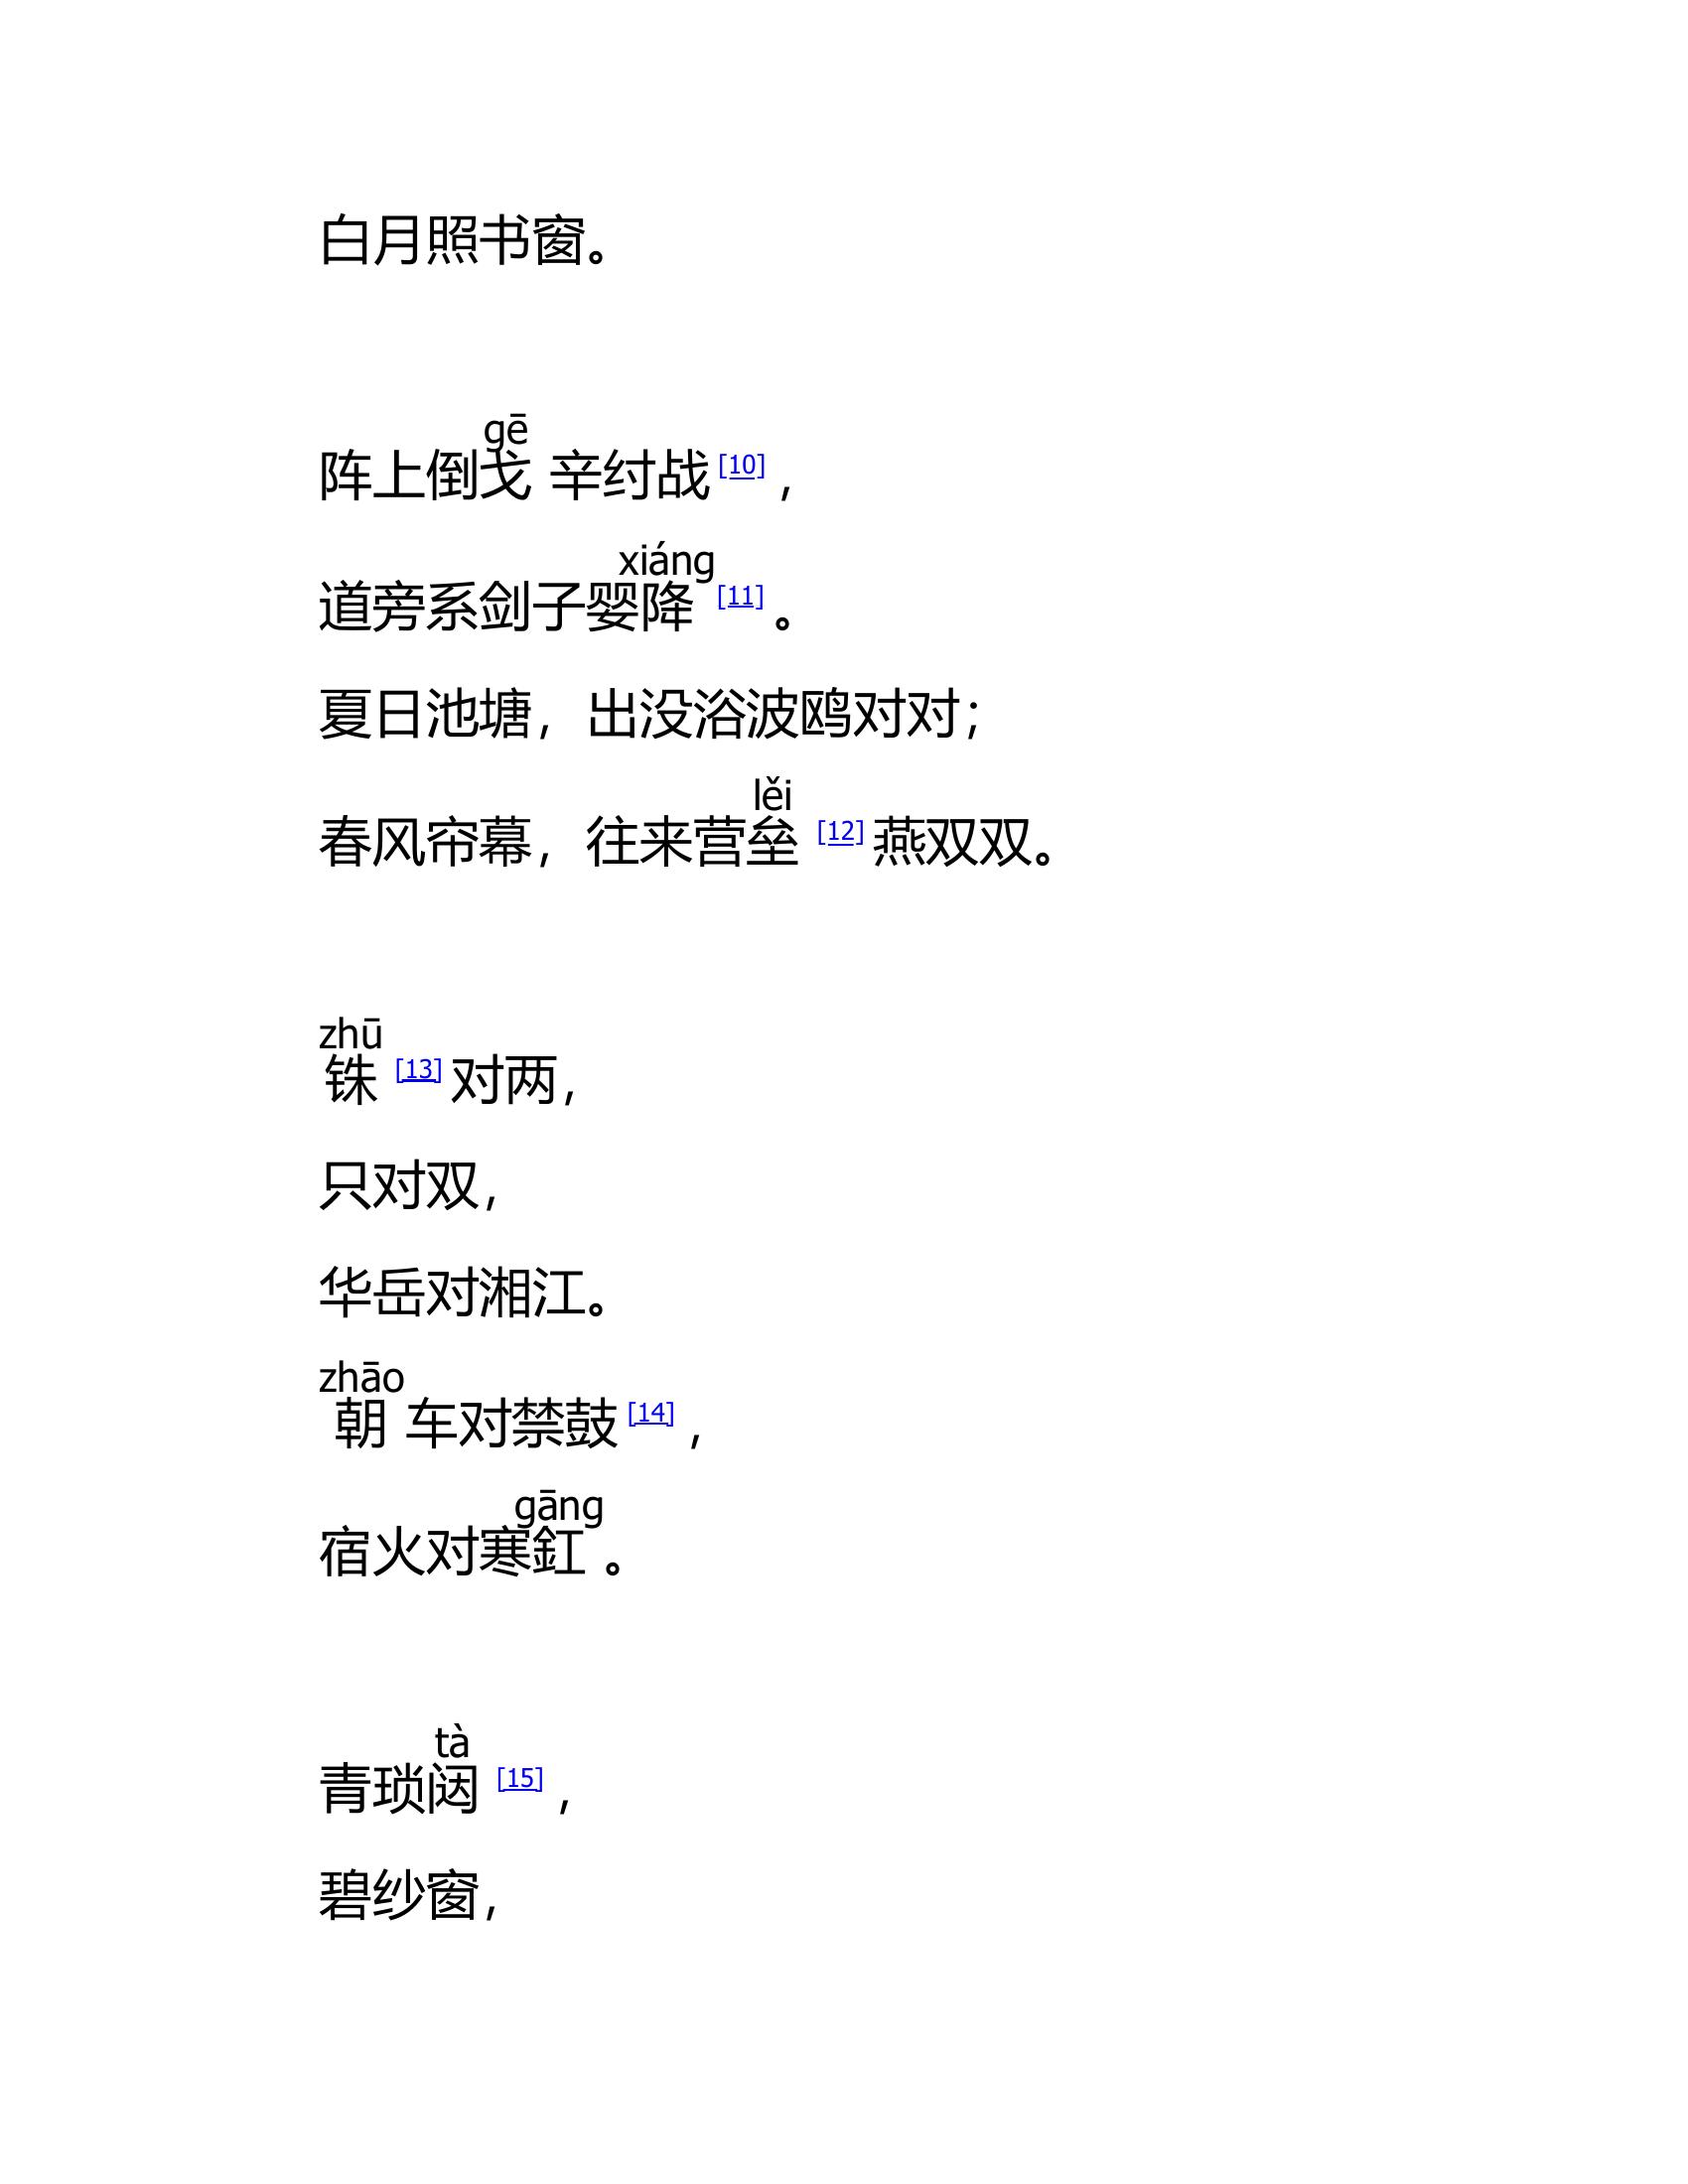 白月照书窗。
gē
阵上倒戈 辛纣战[10]，
xiáng
道旁系剑子婴降 [11]。
夏日池塘，出没浴波鸥对对；
lěi
春风帘幕，往来营垒 [12]燕双双。
zhū
铢 [13]对两，
只对双，
华岳对湘江。
zhāo
朝 车对禁鼓[14]，
gāng
宿火对寒釭 。
tà
青琐闼 [15]，
碧纱窗，